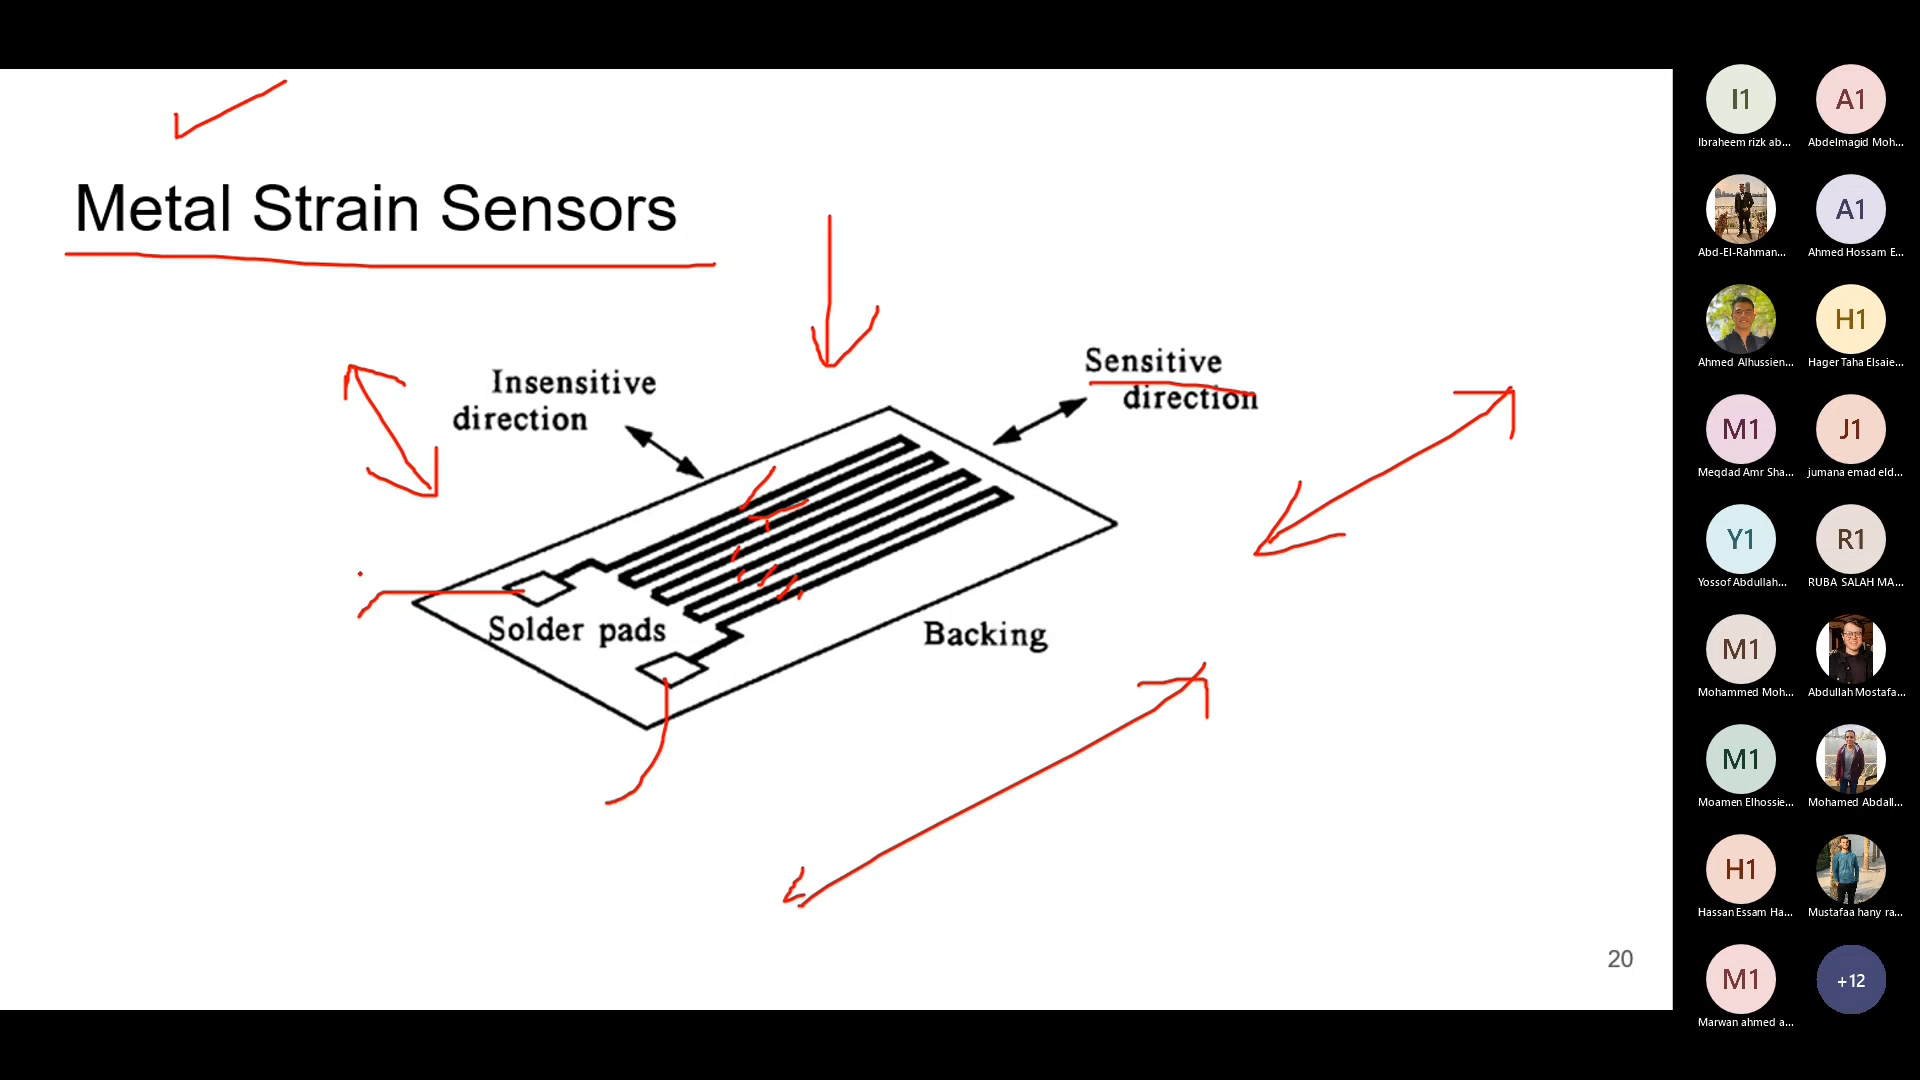 Metal Strain Sensors
Insensitive
direction
Sensitive
direction
Solder pads
Backing
20
I1
A1
Ibraheem rizk ab...
Abdelmagid Moh...
A1
Abd-El-Rahman...
Ahmed Hossam E...
H1
Ahmed Alhussien...
Hager Taha Elsaie...
M1
J1
Meqdad Amr Sha...
jumana emad eld...
Y1
R1
Yossof Abdullah...
RUBA SALAH MA...
M1
Mohammed Moh...
Abdullah Mostafa...
M1
Moamen Elhossie...
Mohamed Abdall...
H1
Hassan Essam Ha...
Mustafaa hany ra...
M1
+12
Marwan ahmed a...